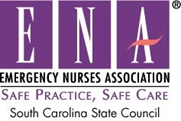 ENA®
EMERGENCY NURSES ASSOCIATION
SAFE PRACTICE, SAFE CARE
South Carolina State Council